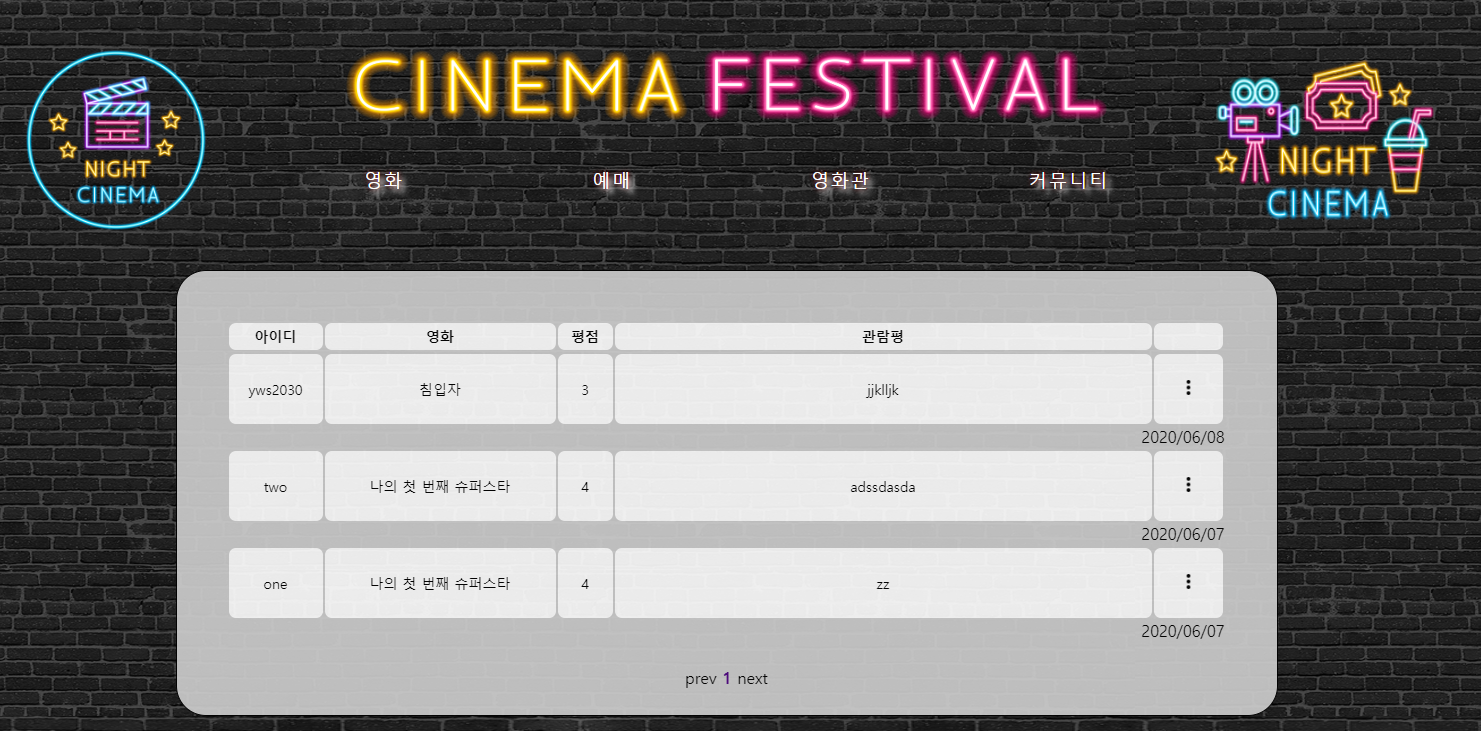 CINEMA FESTIVAL
NIGHT
CINEMA
영화 예매 영화관 커뮤니티
NIGHT
CINEMA
아이디 영화 평점 관람평
yws2030 침입자 3 jjklljk
2020/06/08
two 나의 첫 번째 슈퍼스타 4 adssdasda
2020/06/07
one 나의 첫 번째 슈퍼스타 4 zz
2020/06/07
prev 1 next